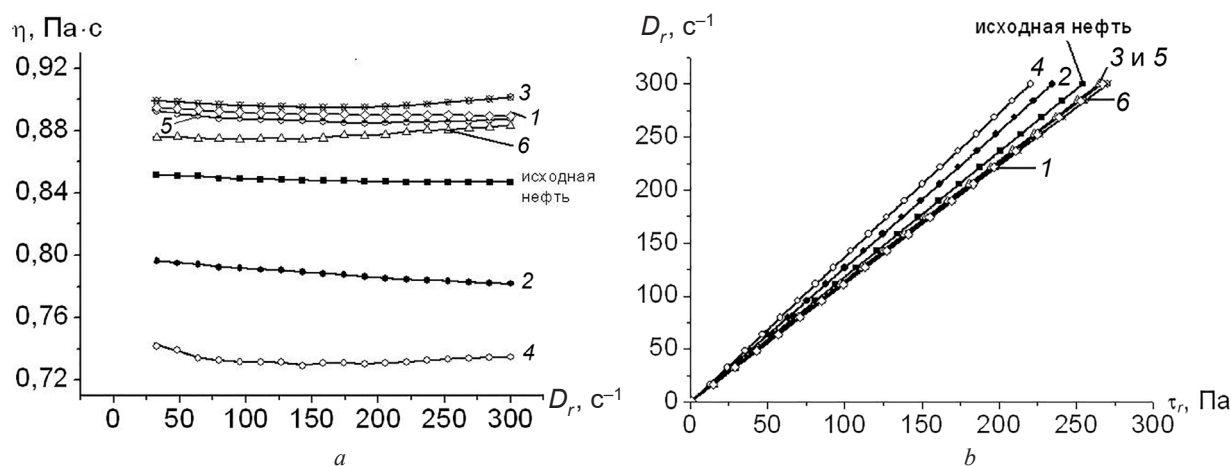 η, Па·с
0,92
0,88
0,84
0,80
0,76
0,72
3
1
5
6
исходная
нефть
2
4
0 50 100 150 200 250 300
D_r, с⁻¹
a
D_r, с⁻¹
исходная
нефть
4 2 3 и 5
6
1
300
250
200
150
100
50
0
0 50 100 150 200 250
τ_r, Па
b